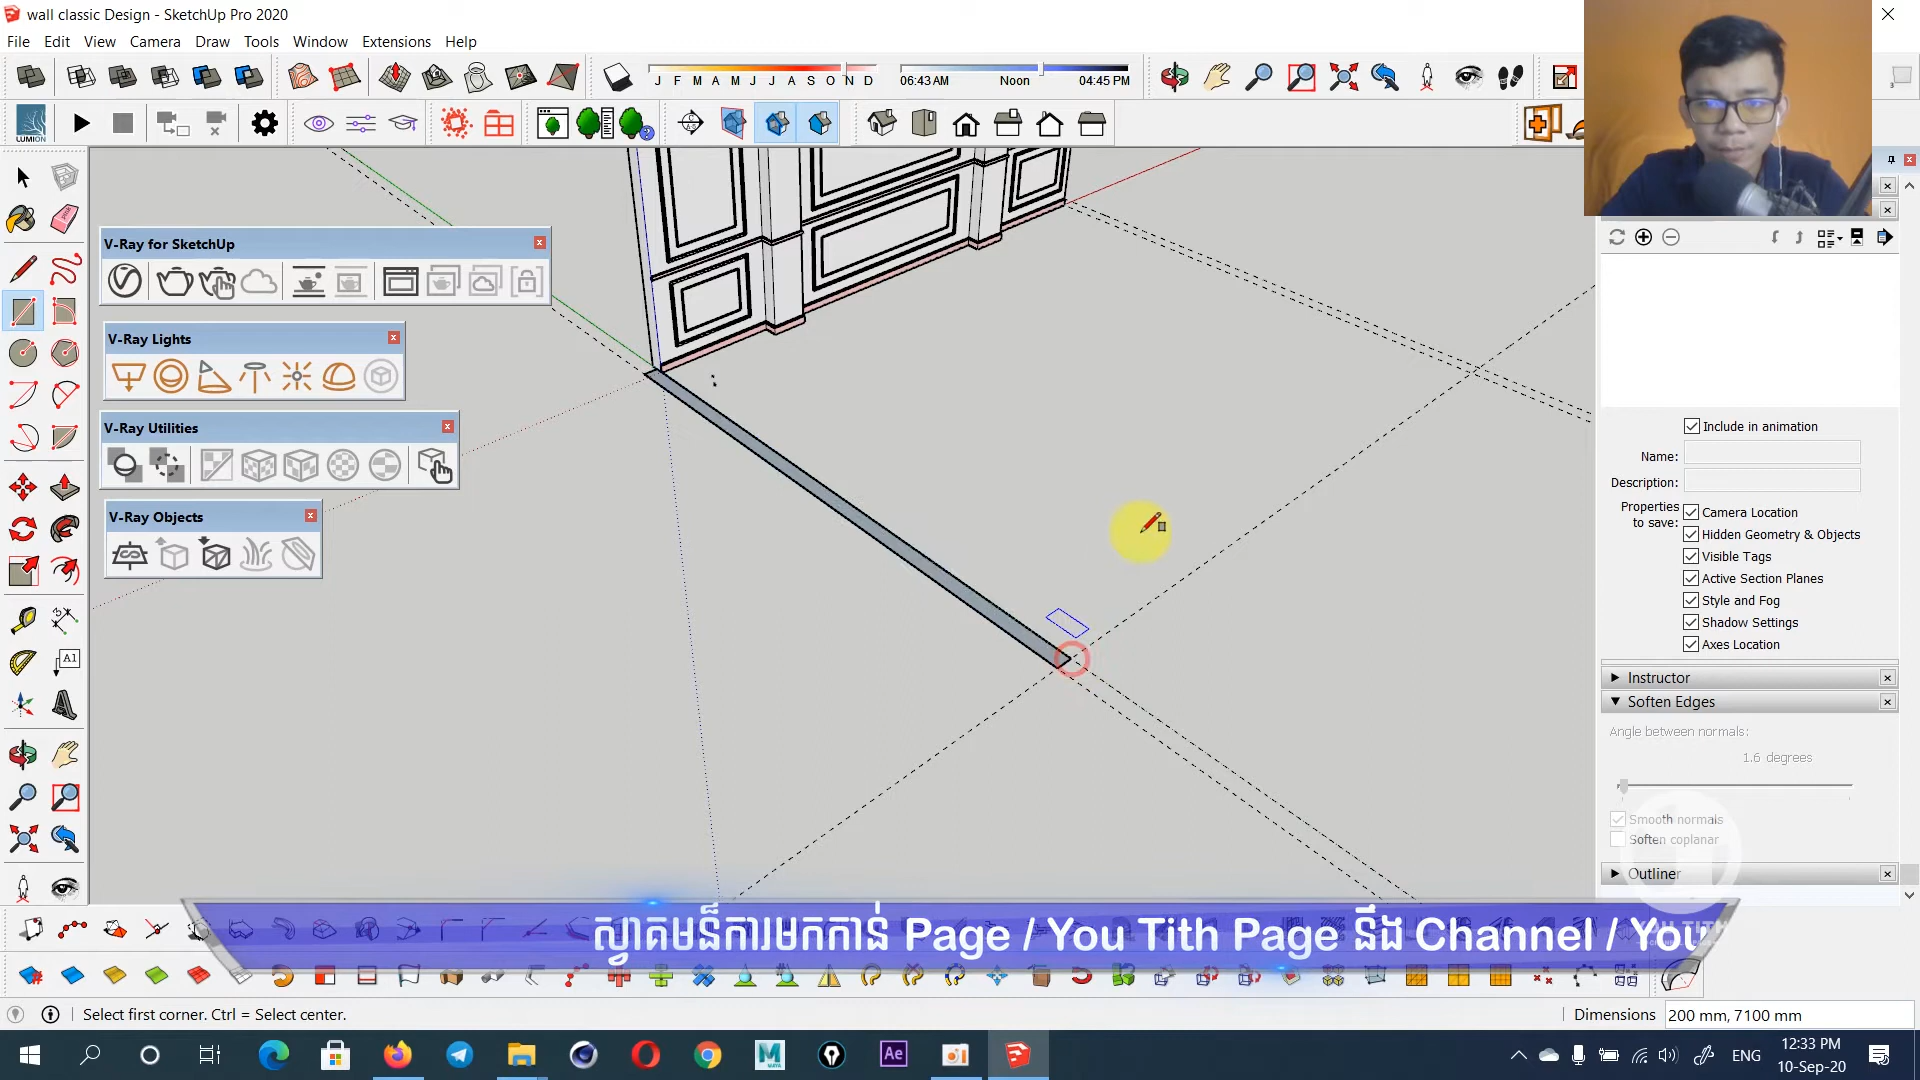 wall classic Design - SketchUp Pro 2020
File Edit View Camera Draw Tools Window Extensions Help
J F M A M J J A S O N D 06:43 AM Noon 04:45 PM
LUMION
V-Ray for SketchUp
V-Ray Lights
V-Ray Utilities
V-Ray Objects
A1
Include in animation
Name:
Description:
Properties to save:
Camera Location
Hidden Geometry & Objects
Visible Tags
Active Section Planes
Style and Fog
Shadow Settings
Axes Location
Instructor
Soften Edges
Angle between normals:
1.6 degrees
Smooth normals
Soften coplanar
Outliner
ស្វាគមន៏ការមកកាន់ Page / You Tith Page នឹង Channel / You
Select first corner. Ctrl = Select center.
Dimensions 200 mm, 7100 mm
Ae
ENG
12:33 PM
10-Sep-20